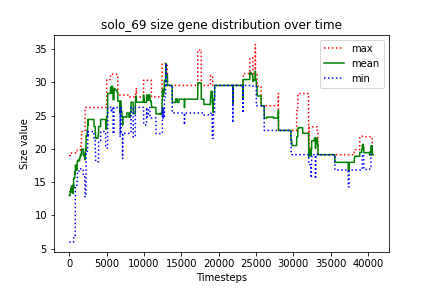 solo_69 size gene distribution over time
Size value
35
30
25
20
15
10
5
max
mean
min
0 5000 10000 15000 20000 25000 30000 35000 40000
Timesteps